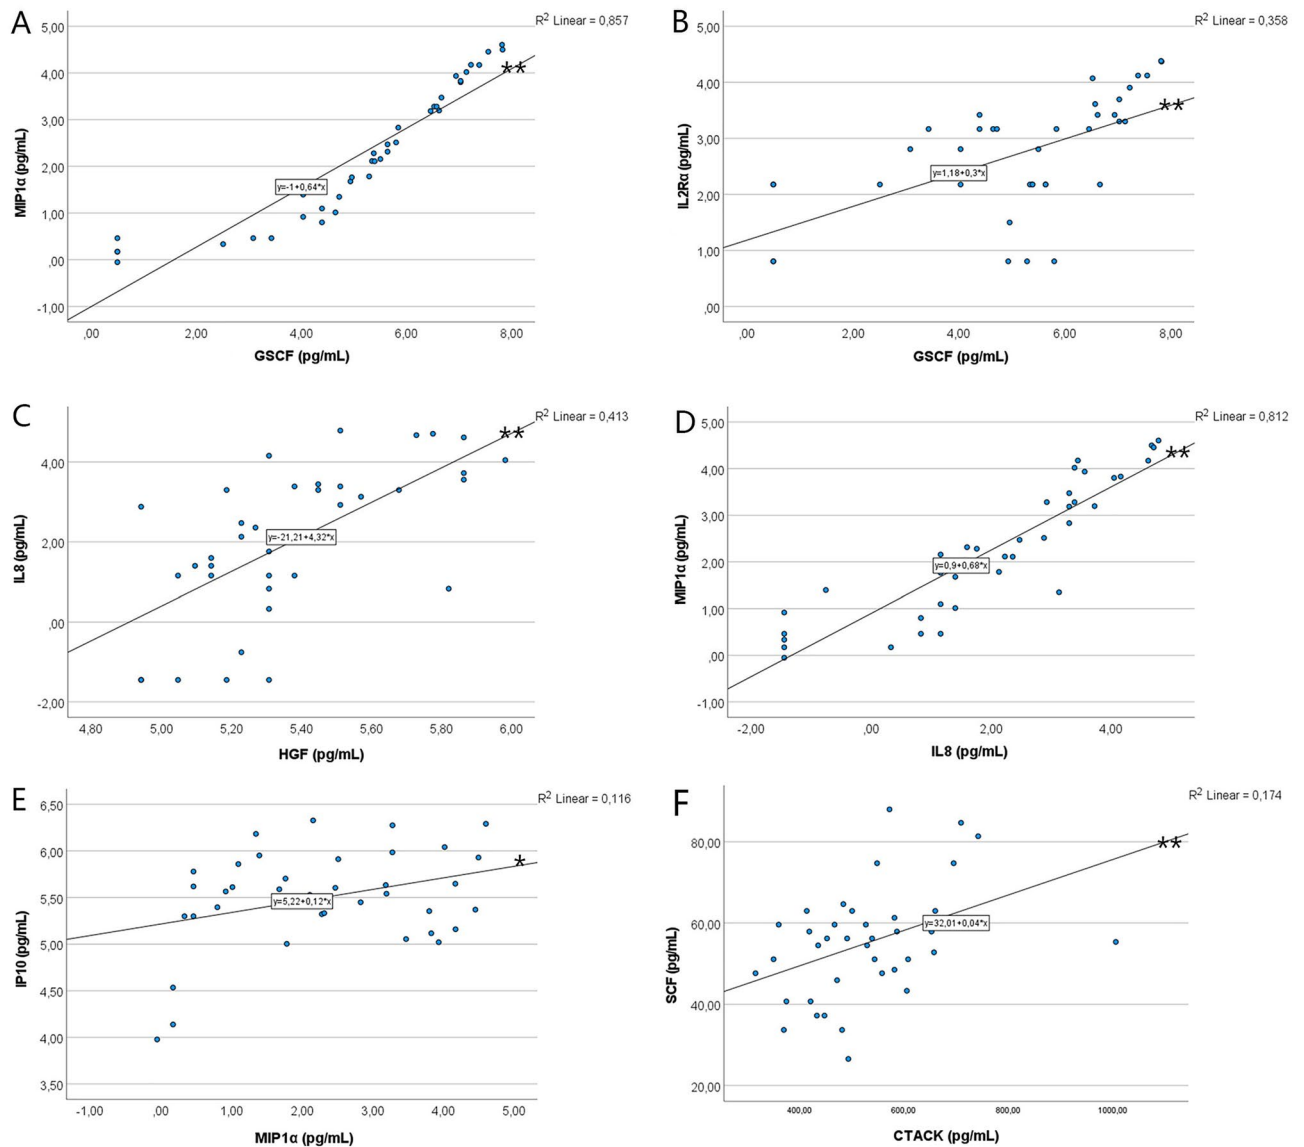 A
R2 Linear = 0,857
5,00
4,00
3,00
2,00
1,00
,00
-1,00
MIP1α (pg/mL)
**
y=-1+0,64*x
,00 2,00 4,00 6,00 8,00
GSCF (pg/mL)
B
R2 Linear = 0,358
5,00
4,00
3,00
2,00
1,00
,00
IL2Rα (pg/mL)
**
y=1,18+0,3*x
,00 2,00 4,00 6,00 8,00
GSCF (pg/mL)
C
R2 Linear = 0,413
4,00
2,00
,00
-2,00
IL8 (pg/mL)
**
y=-21,21+4,32*x
4,80 5,00 5,20 5,40 5,60 5,80 6,00
HGF (pg/mL)
D
R2 Linear = 0,812
5,00
4,00
3,00
2,00
1,00
,00
-1,00
MIP1α (pg/mL)
**
y=0,9+0,68*x
-2,00 ,00 2,00 4,00
IL8 (pg/mL)
E
R2 Linear = 0,116
6,50
6,00
5,50
5,00
4,50
4,00
3,50
IP10 (pg/mL)
*
y=5,22+0,12*x
-1,00 ,00 1,00 2,00 3,00 4,00 5,00
MIP1α (pg/mL)
F
R2 Linear = 0,174
80,00
60,00
40,00
20,00
SCF (pg/mL)
**
y=32,01+0,04*x
400,00 600,00 800,00 1000,00
CTACK (pg/mL)